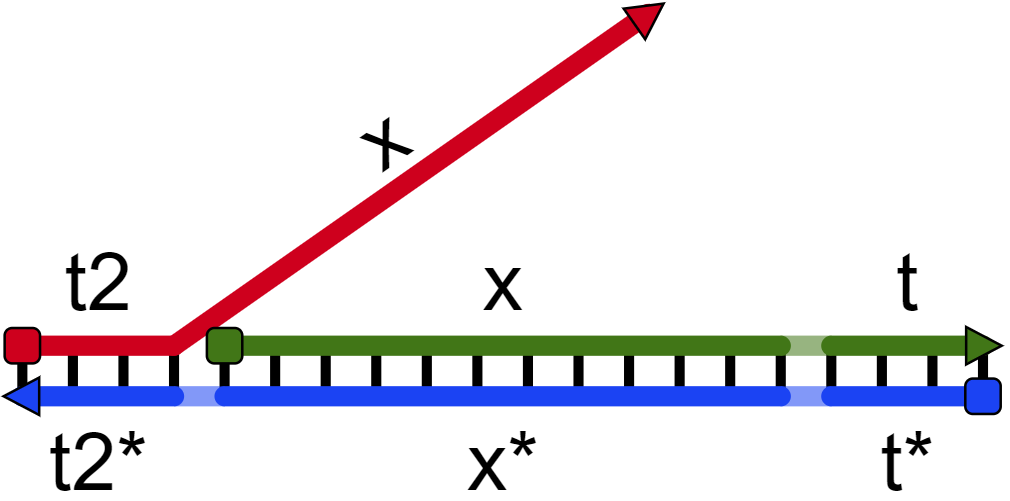 x
t2 x t
t2* x* t*